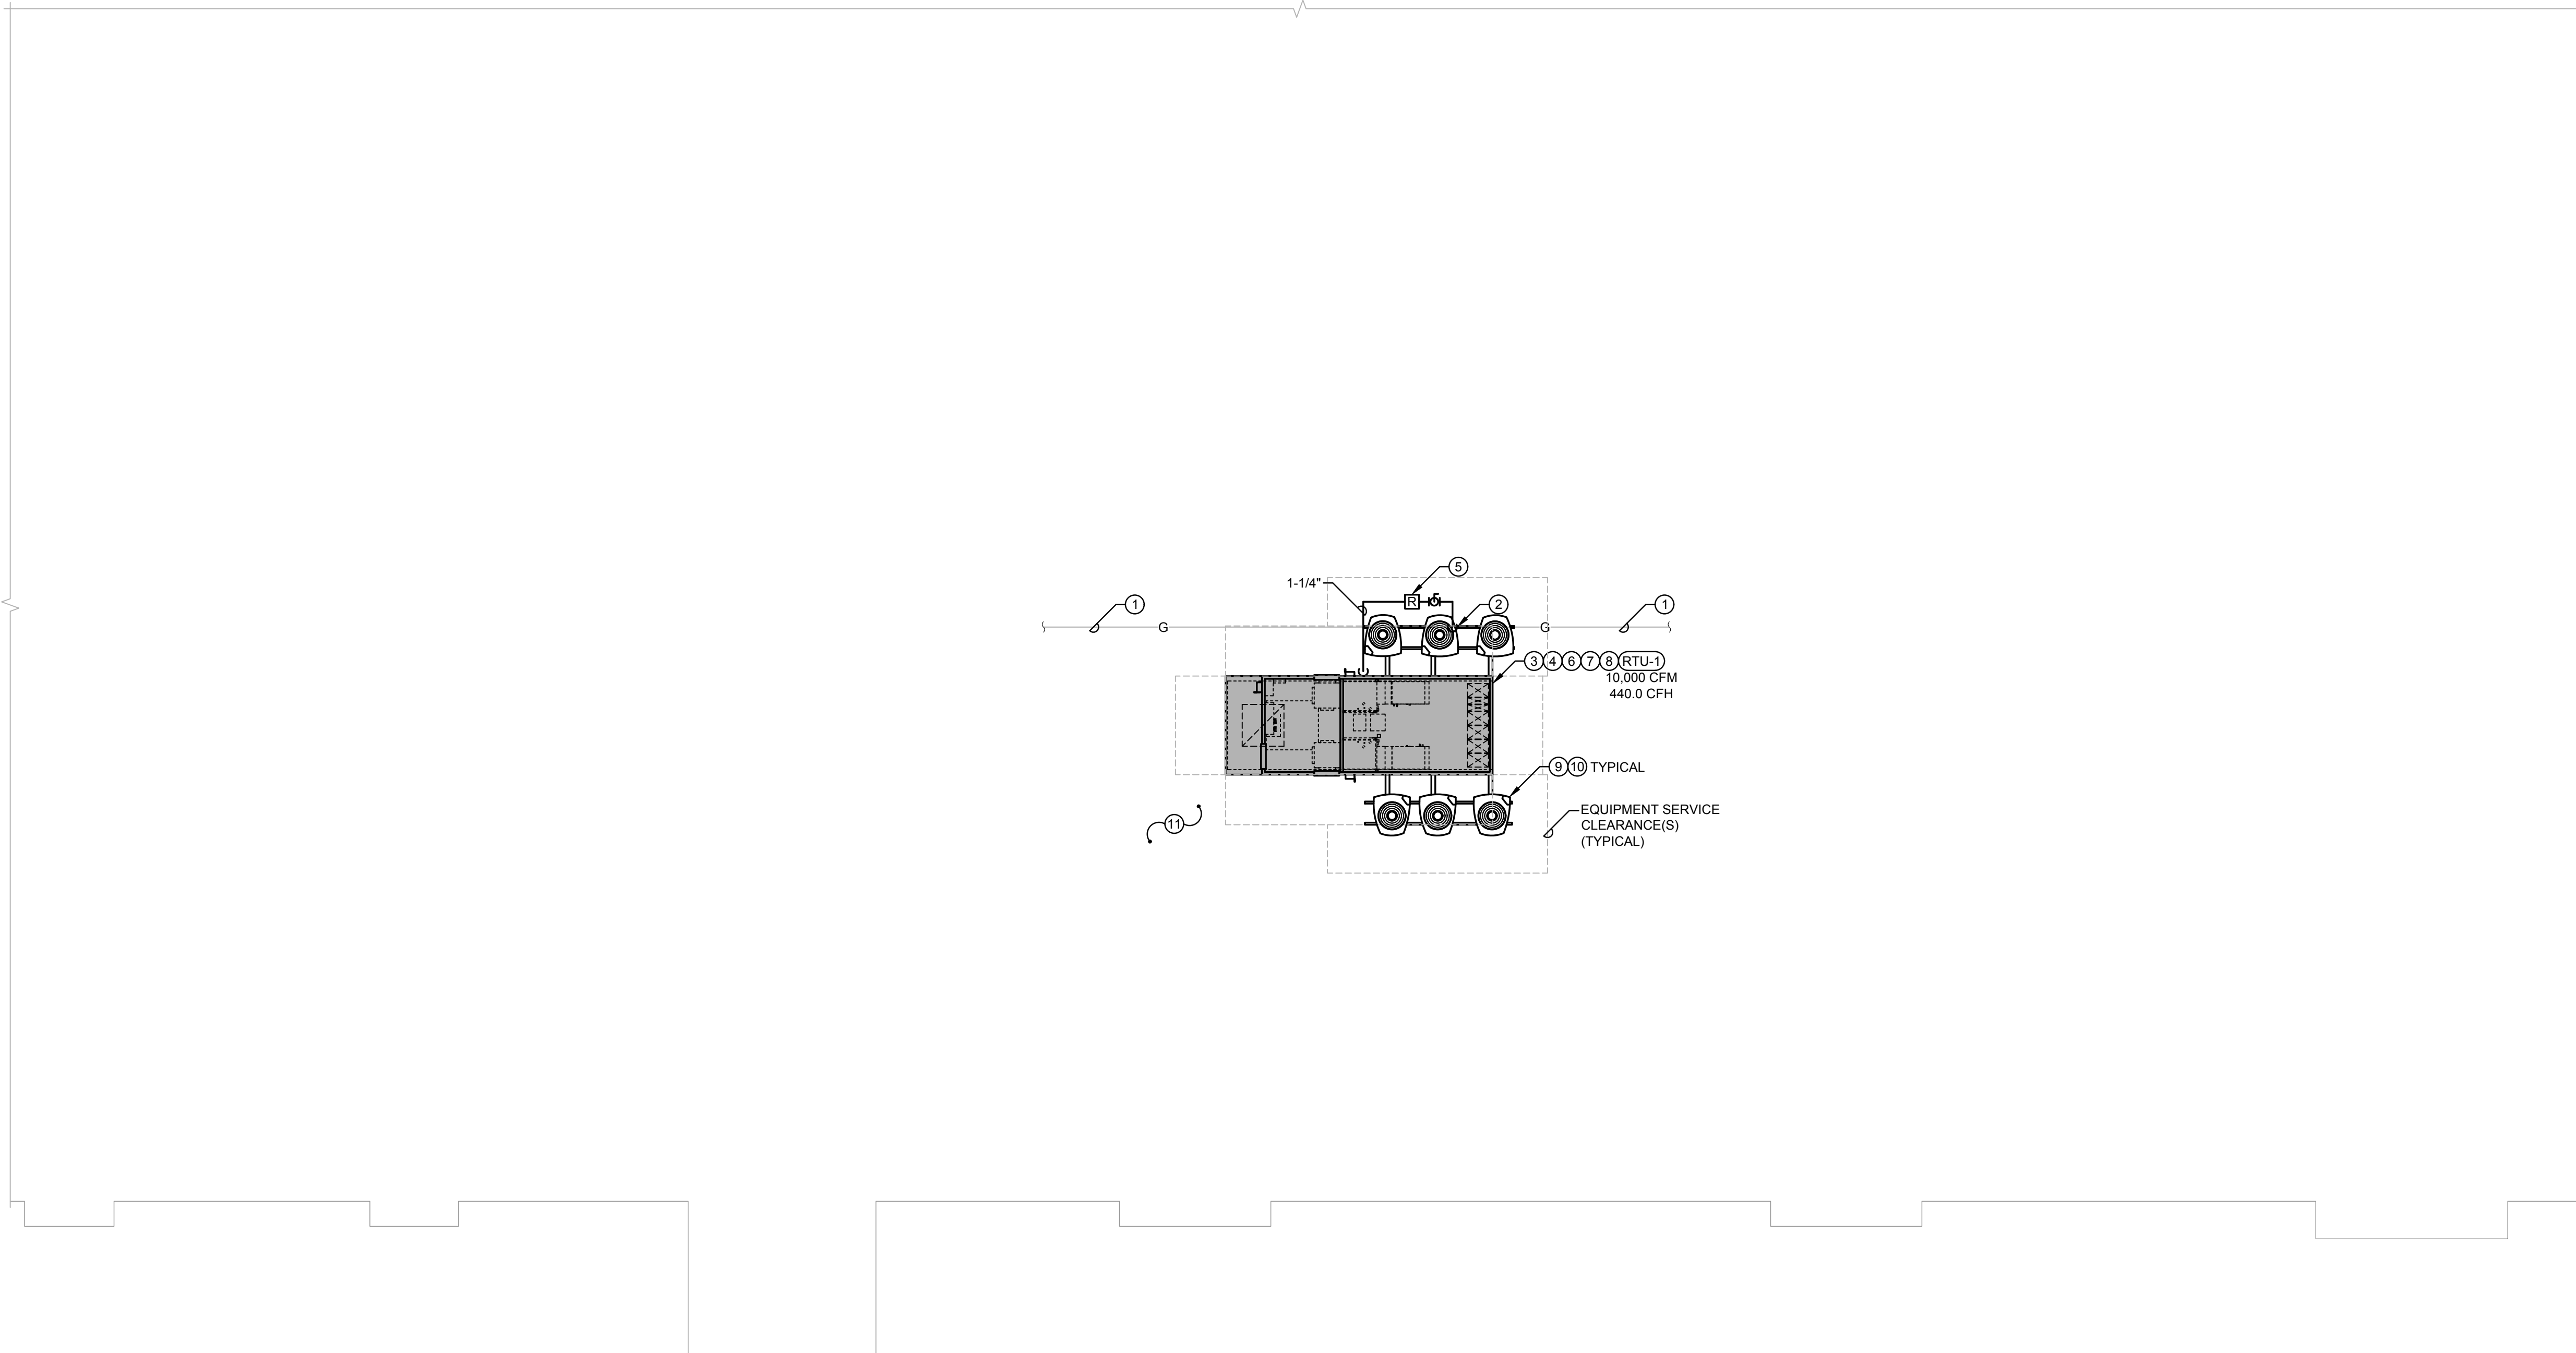 5
1-1/4"
R
1
2
1
G
G
3 4 6 7 8 RTU-1
10,000 CFM
440.0 CFH
9 10 TYPICAL
EQUIPMENT SERVICE
CLEARANCE(S)
(TYPICAL)
11